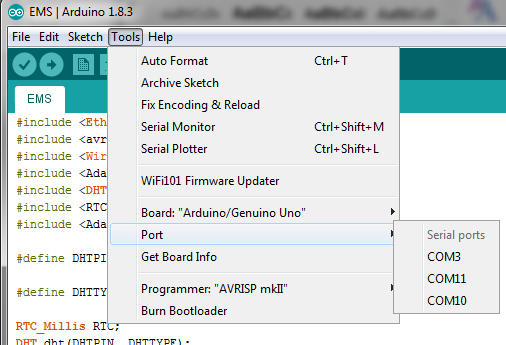 EMS | Arduino 1.8.3
File Edit Sketch Tools Help
EMS
Auto Format Ctrl+T
Archive Sketch
Fix Encoding & Reload
Serial Monitor Ctrl+Shift+M
Serial Plotter Ctrl+Shift+L
WiFi101 Firmware Updater
Board: "Arduino/Genuino Uno"
Port
Get Board Info
Programmer: "AVRISP mkII"
Burn Bootloader
Serial ports
COM3
COM11
COM10
#include <Eth
#include <avr
#include <Wir
#include <Ada
#include <DHT
#include <RTC
#include <Ada
#define DHTPI
#define DHTTY
RTC_Millis RTC;
DHT dht(DHTPIN, DHTTYPE);